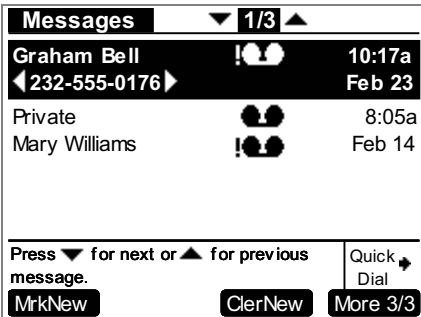 Messages 1/3
Graham Bell ! 10:17a
232-555-0176 Feb 23
Private 8:05a
Mary Williams ! Feb 14
Press for next or for previous
message.
Quick
Dial
MrkNew ClerNew More 3/3